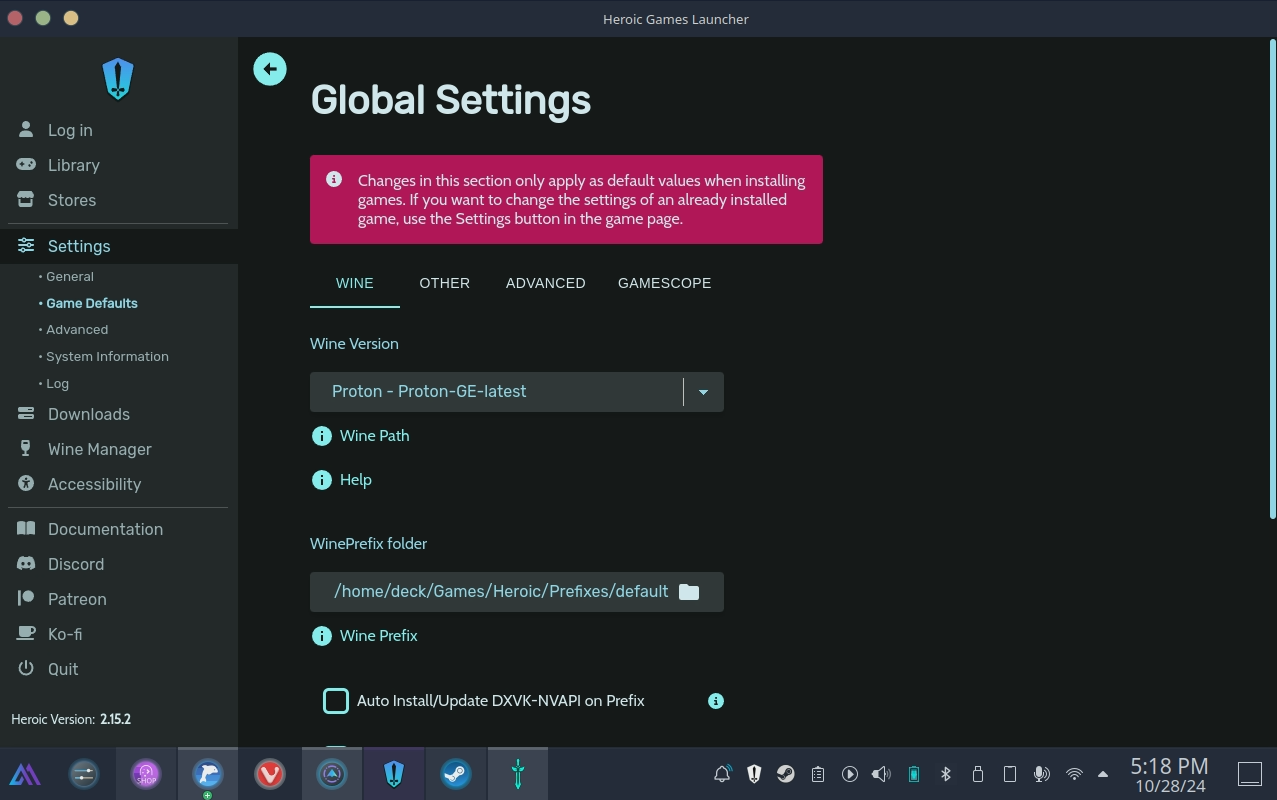 Heroic Games Launcher
Log in
Library
Stores
Settings
• General
• Game Defaults
• Advanced
• System Information
• Log
Downloads
Wine Manager
Accessibility
Documentation
Discord
Patreon
Ko-fi
Quit
Heroic Version: 2.15.2
Global Settings
Changes in this section only apply as default values when installing
games. If you want to change the settings of an already installed
game, use the Settings button in the game page.
WINE OTHER ADVANCED GAMESCOPE
Wine Version
Proton - Proton-GE-latest
Wine Path
Help
WinePrefix folder
/home/deck/Games/Heroic/Prefixes/default
Wine Prefix
Auto Install/Update DXVK-NVAPI on Prefix
SHOP
5:18 PM
10/28/24